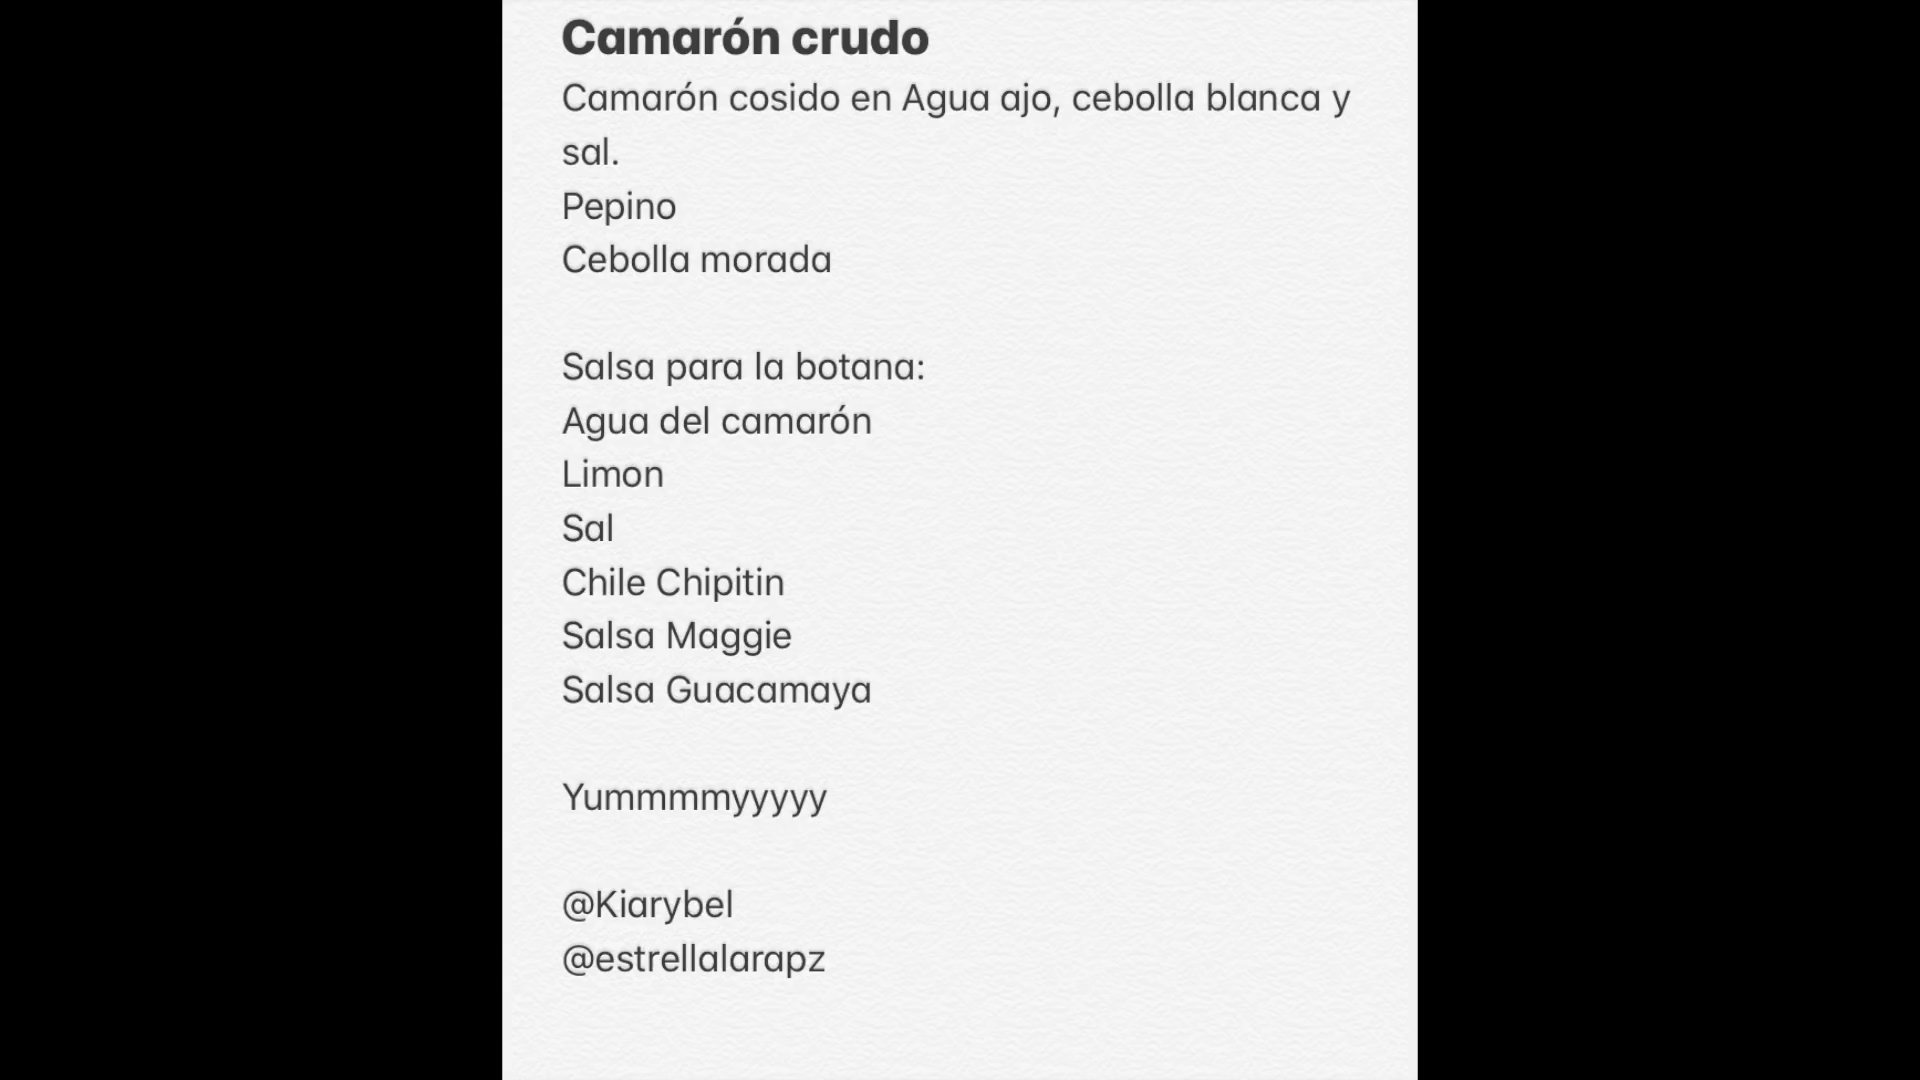 Camarón crudo
Camarón cosido en Agua ajo, cebolla blanca y
sal.
Pepino
Cebolla morada
Salsa para la botana:
Agua del camarón
Limon
Sal
Chile Chipitin
Salsa Maggie
Salsa Guacamaya
Yummmmyyyyy
@Kiarybel
@estrellalarapz